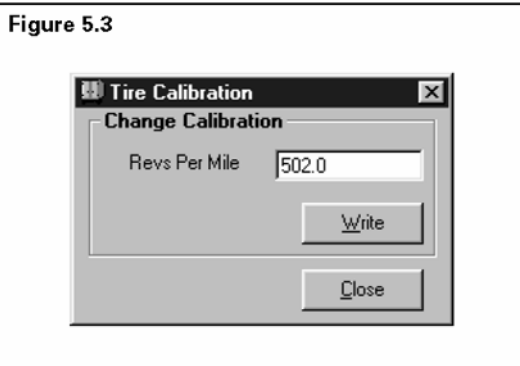 Figure 5.3
Tire Calibration
Change Calibration
Revs Per Mile 502.0
Write
Close